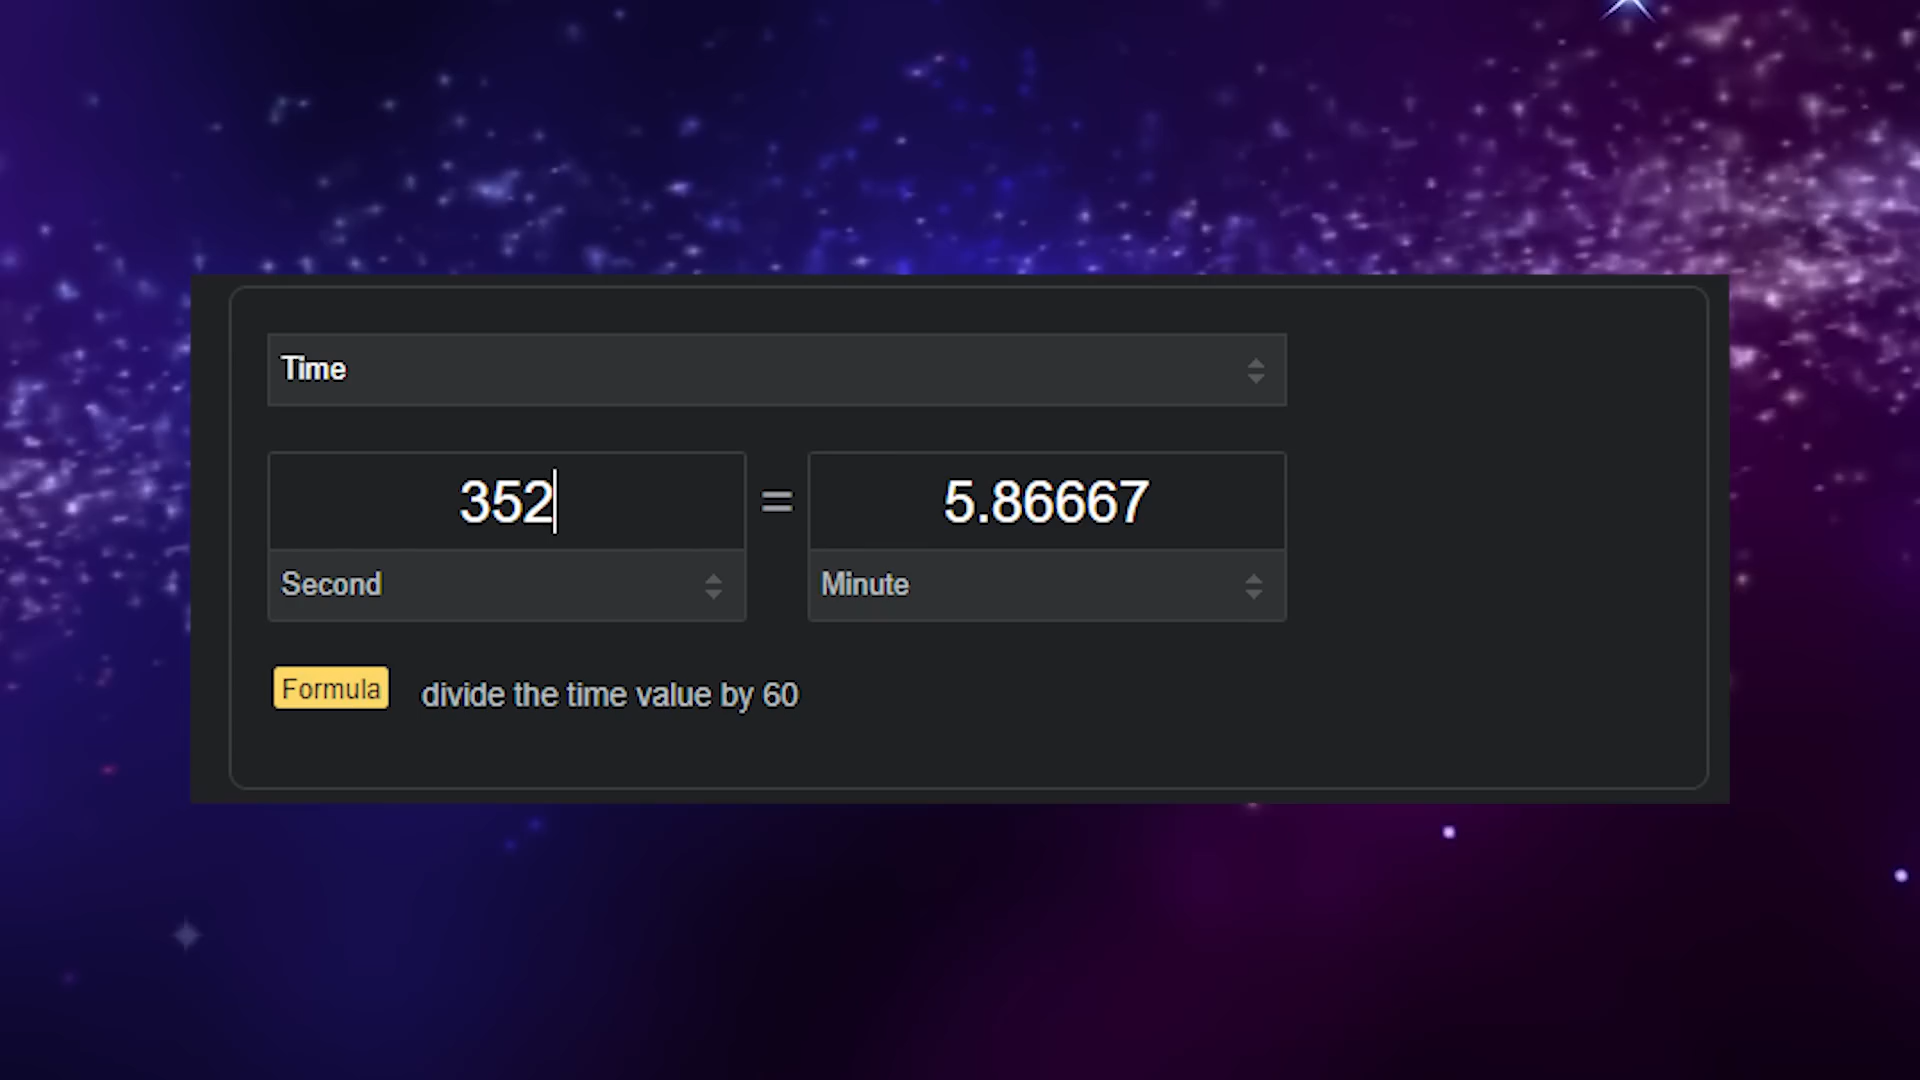 Time
352 = 5.86667
Second Minute
Formula divide the time value by 60